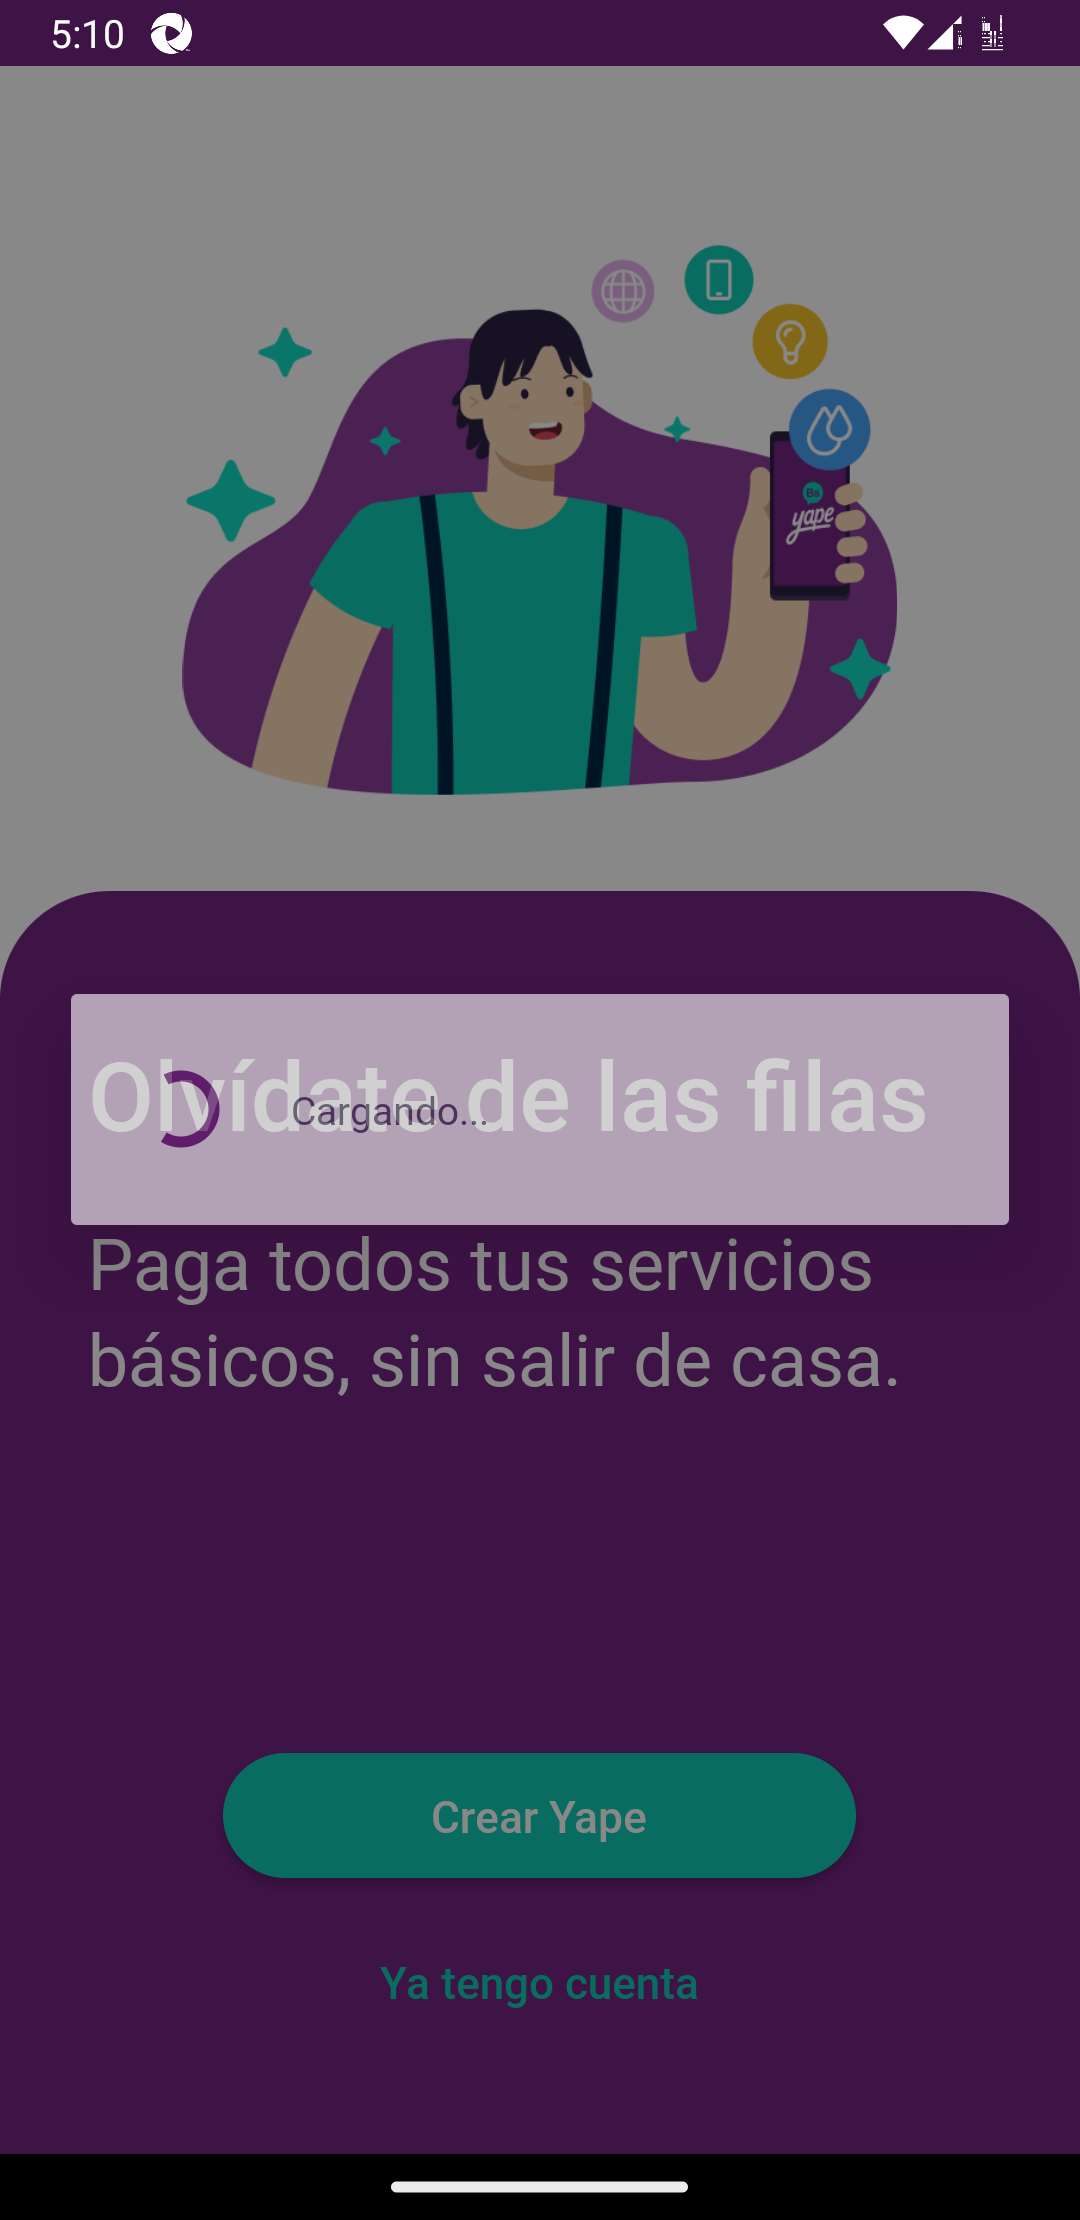 5:10
Bs
yape
Olvídate de las filas
Cargando...
Paga todos tus servicios
básicos, sin salir de casa.
Crear Yape
Ya tengo cuenta